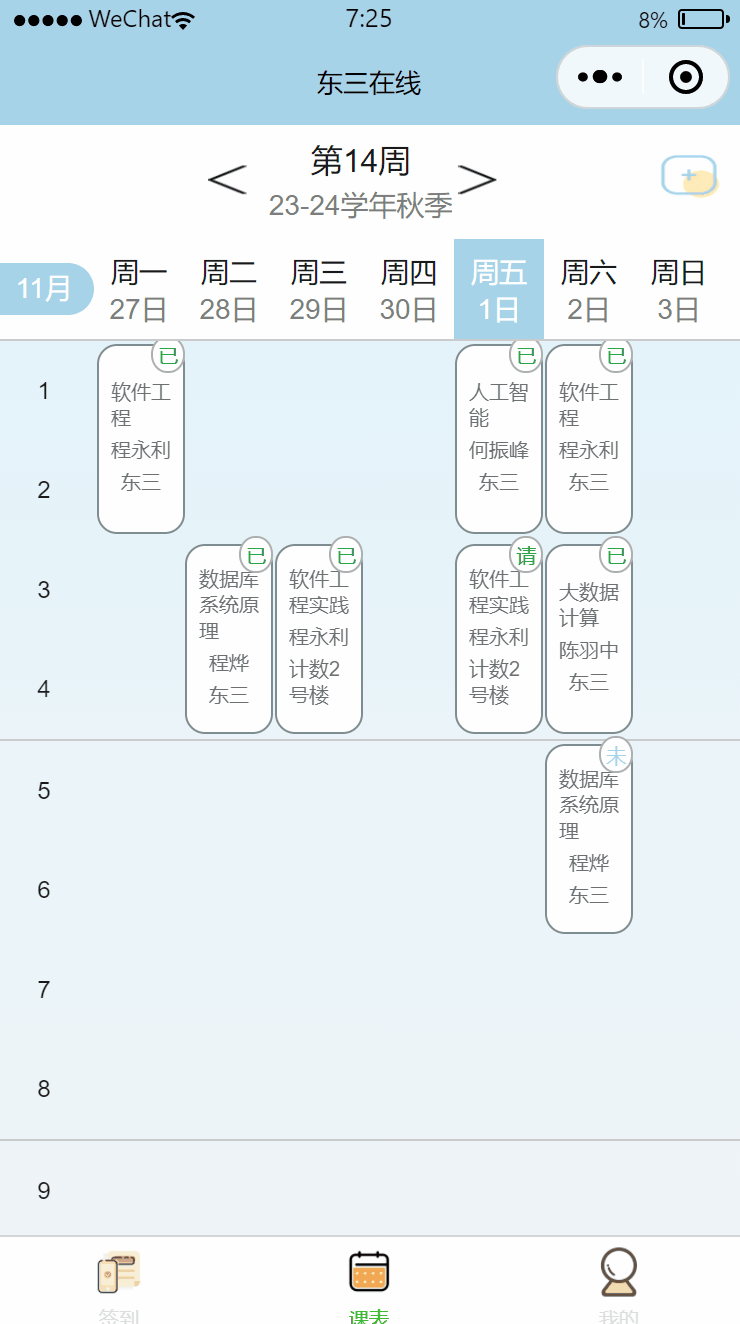 WeChat 7:25 8%
东三在线
第14周
< >
23-24学年秋季
+
周一 周二 周三 周四 周五 周六 周日
11月
27日 28日 29日 30日 1日 2日 3日
1
2
3
4
5
6
7
8
9
已
软件工
程
程永利
东三
已
数据库
系统原
理
程烨
东三
已
软件工
程实践
程永利
计数2
号楼
已
人工智
能
何振峰
东三
请
软件工
程实践
程永利
计数2
号楼
已
软件工
程
程永利
东三
已
大数据
计算
陈羽中
东三
未
数据库
系统原
理
程烨
东三
签到 课表 我的